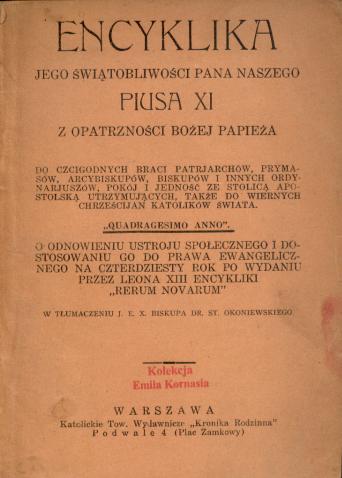 ENCYKLIKA
JEGO ŚWIĄTOBLIWOŚCI PANA NASZEGO
PIUSA XI
Z OPATRZNOŚCI BOŻEJ PAPIEŻA
DO CZCIGODNYCH BRACI PATRJARCHÓW, PRYMA-
SÓW, ARCYBISKUPÓW, BISKUPÓW I INNYCH ORDY-
NARJUSZÓW, POKÓJ I JEDNOŚĆ ZE STOLICĄ APO-
STOLSKĄ UTRZYMUJĄCYCH, TAKŻE DO WIERNYCH
CHRZEŚCIJAN KATOLIKÓW ŚWIATA.
„QUADRAGESIMO ANNO".
O ODNOWIENIU USTROJU SPOŁECZNEGO I DO-
STOSOWANIU GO DO PRAWA EWANGELICZ-
NEGO NA CZTERDZIESTY ROK PO WYDANIU
PRZEZ LEONA XIII ENCYKLIKI
„RERUM NOVARUM"
W TŁUMACZENIU J. E. X. BISKUPA DR. ST. OKONIEWSKIEGO
Kolekcja
Emila Kornasia
WARSZAWA
Katolickie Tow. Wydawnicze „Kronika Rodzinna"
Podwale 4 (Plac Zamkowy)